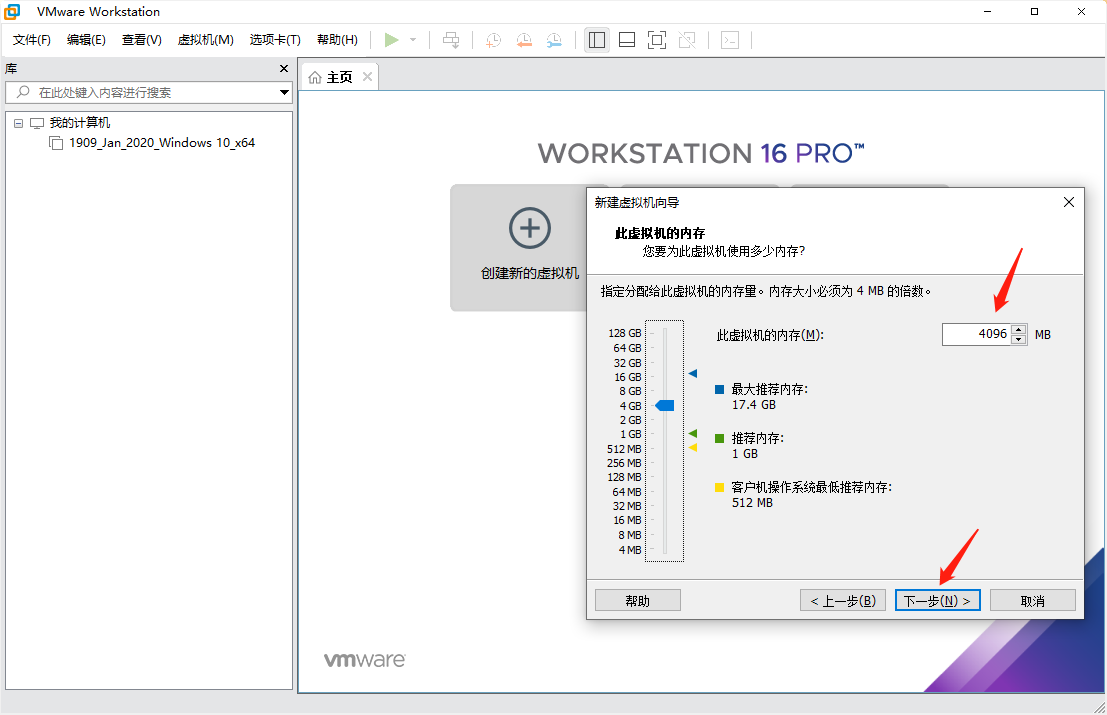 VMware Workstation
文件(F) 编辑(E) 查看(V) 虚拟机(M) 选项卡(T) 帮助(H)
库
在此处键入内容进行搜索
我的计算机
1909_Jan_2020_Windows 10_x64
主页
WORKSTATION 16 PRO™
创建新的虚拟机
新建虚拟机向导
此虚拟机的内存
您要为此虚拟机使用多少内存?
指定分配给此虚拟机的内存量。内存大小必须为 4 MB 的倍数。
128 GB
64 GB
32 GB
16 GB
8 GB
4 GB
2 GB
1 GB
512 MB
256 MB
128 MB
64 MB
32 MB
16 MB
8 MB
4 MB
此虚拟机的内存(M): 4096 MB
最大推荐内存:
17.4 GB
推荐内存:
1 GB
客户机操作系统最低推荐内存:
512 MB
帮助 < 上一步(B) 下一步(N) > 取消
vmware